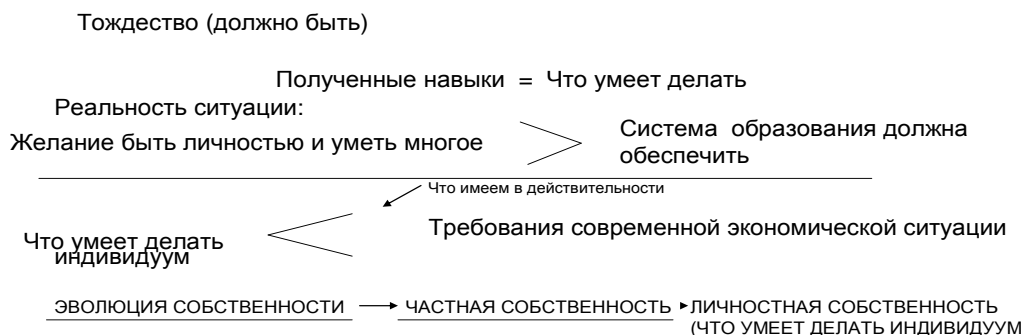 Тождество (должно быть)
Полученные навыки = Что умеет делать
Реальность ситуации:
Желание быть личностью и уметь многое > Система образования должна
обеспечить
Что имеем в действительности
Что умеет делать < Требования современной экономической ситуации
индивидуум
ЭВОЛЮЦИЯ СОБСТВЕННОСТИ → ЧАСТНАЯ СОБСТВЕННОСТЬ → ЛИЧНОСТНАЯ СОБСТВЕННОСТЬ
(ЧТО УМЕЕТ ДЕЛАТЬ ИНДИВИДУУМ